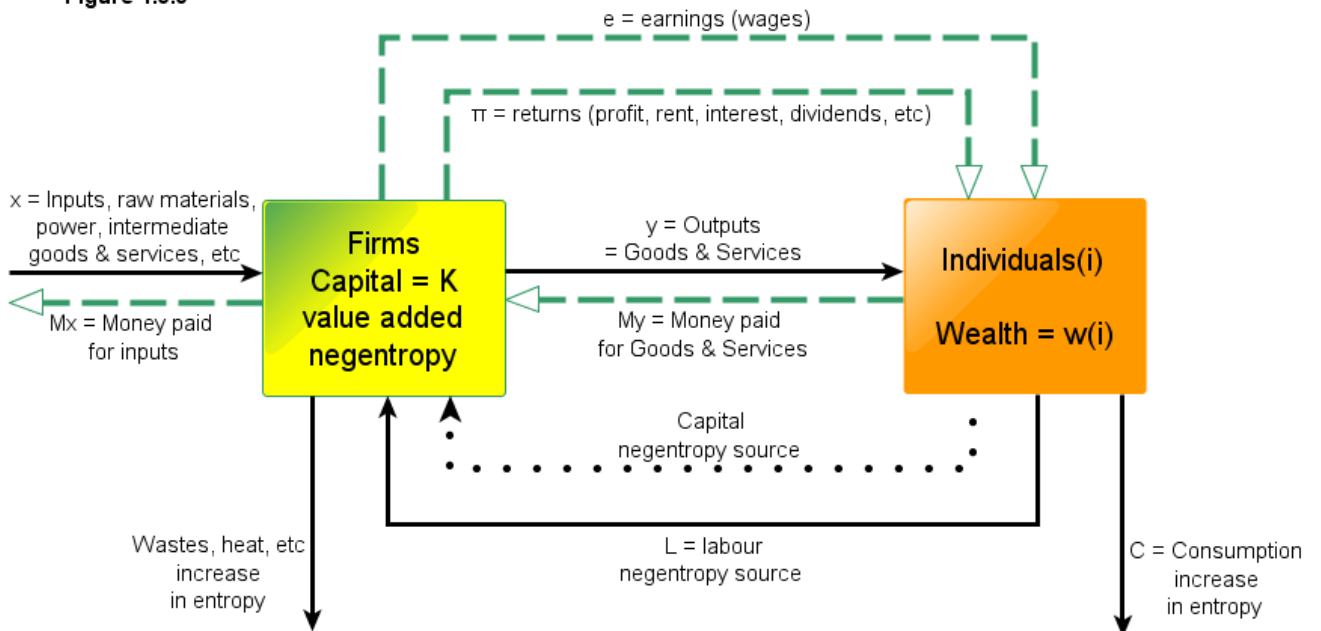 e = earnings (wages)
π = returns (profit, rent, interest, dividends, etc)
x = Inputs, raw materials,
power, intermediate
goods & services, etc
Mx = Money paid
for inputs
Firms
Capital = K
value added
negentropy
y = Outputs
= Goods & Services
My = Money paid
for Goods & Services
Individuals(i)
Wealth = w(i)
Capital
negentropy source
L = labour
negentropy source
Wastes, heat, etc
increase
in entropy
C = Consumption
increase
in entropy